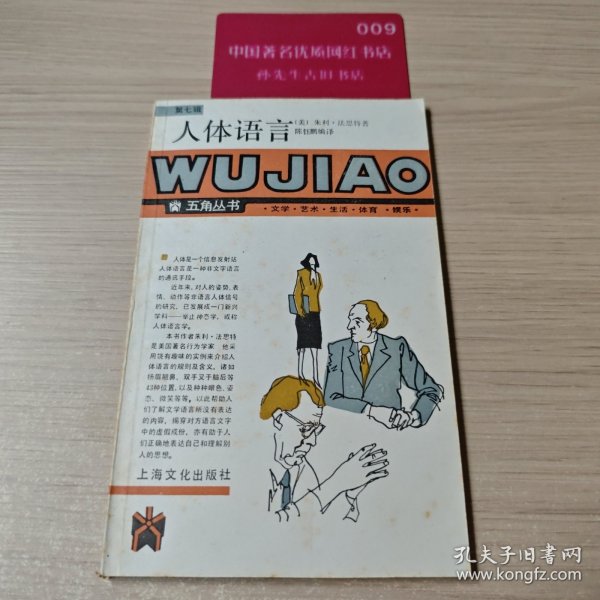 009
中国著名优质网红书店
孙先生古旧书店
第七辑
人体语言
〔美〕朱利·法思特著
陈钰鹏编译
WUJIAO
五角丛书
·文学·艺术·生活·体育·娱乐·
人体是一个信息发射站,
人体语言是一种非文字语言
的通讯手段。
近年来,对人的姿势、表
情、动作等非语言人体信号
的研究,已发展成一门新兴
学科——举止神态学,或称
人体语言学。
本书作者朱利·法思特
是美国著名行为学家,他采
用饶有趣味的实例来介绍人
体语言的规则及含义,诸如
扬眉翘鼻、双手叉于脑后等
43种位置,以及种种眼色、姿
态、微笑等等。以此帮助人
们了解文字语言所没有表达
的内容,揭穿对方语言文字
中的虚假成份,亦有助于人
们正确地表达自己和理解别
人的思想。
上海文化出版社
孔夫子旧书网
www.kongfz.com